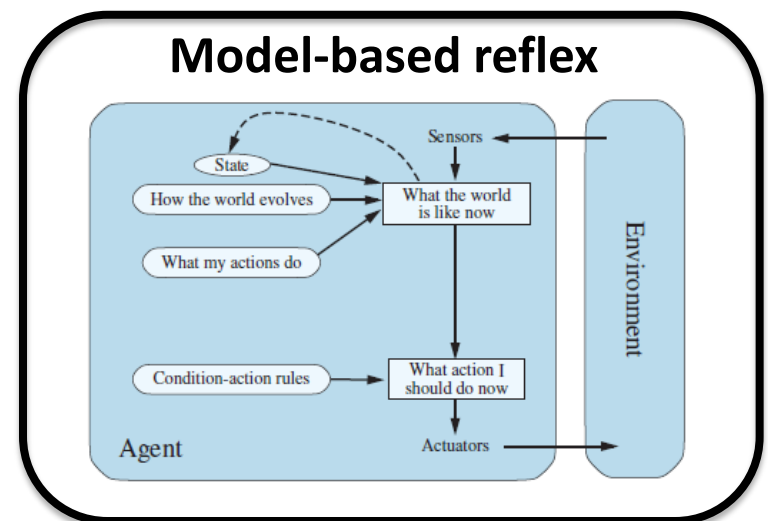 Model-based reflex
Sensors
State
How the world evolves
What the world
is like now
What my actions do
Environment
Condition-action rules
What action I
should do now
Agent
Actuators